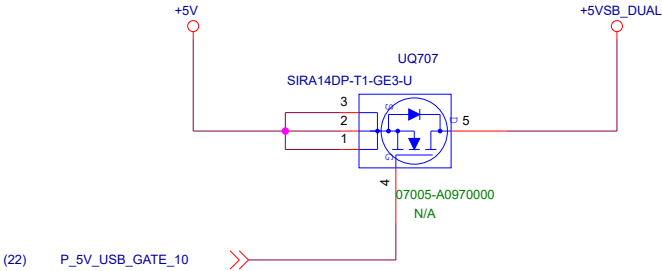 +5V
+5VSB_DUAL
UQ707
SIRA14DP-T1-GE3-U
3
2
1
S
D
5
G
4
07005-A0970000
N/A
(22) P_5V_USB_GATE_10